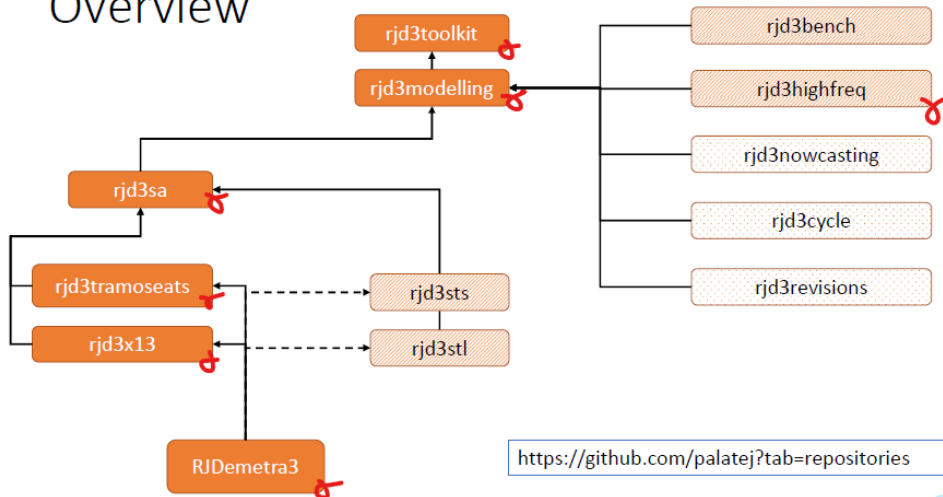 Overview
rjd3toolkit
rjd3modelling
rjd3bench
rjd3highfreq
rjd3nowcasting
rjd3cycle
rjd3revisions
rjd3sa
rjd3tramoseats
rjd3x13
rjd3sts
rjd3stl
RJDemetra3
https://github.com/palatej?tab=repositories